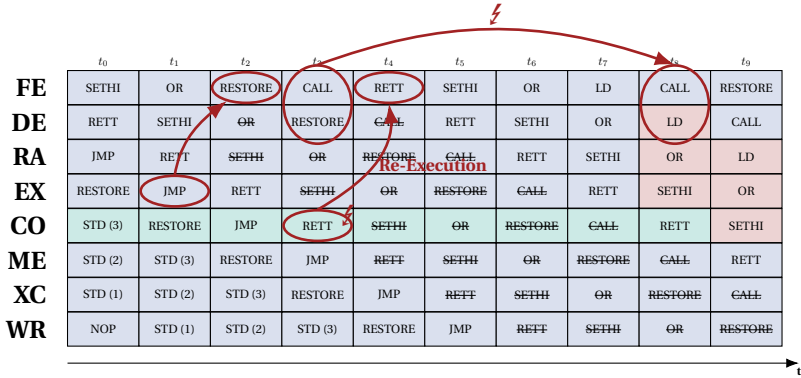 t0 t1 t2 t3 t4 t5 t6 t7 t8 t9
FE SETHI OR RESTORE CALL RETT SETHI OR LD CALL RESTORE
DE RETT SETHI OR RESTORE CALL RETT SETHI OR LD CALL
RA JMP RETT SETHI OR RESTORE CALL RETT SETHI OR LD
Re-Execution
EX RESTORE JMP RETT SETHI OR RESTORE CALL RETT SETHI OR
CO STD (3) RESTORE JMP RETT SETHI OR RESTORE CALL RETT SETHI
ME STD (2) STD (3) RESTORE JMP RETT SETHI OR RESTORE CALL RETT
XC STD (1) STD (2) STD (3) RESTORE JMP RETT SETHI OR RESTORE CALL
WR NOP STD (1) STD (2) STD (3) RESTORE JMP RETT SETHI OR RESTORE
t